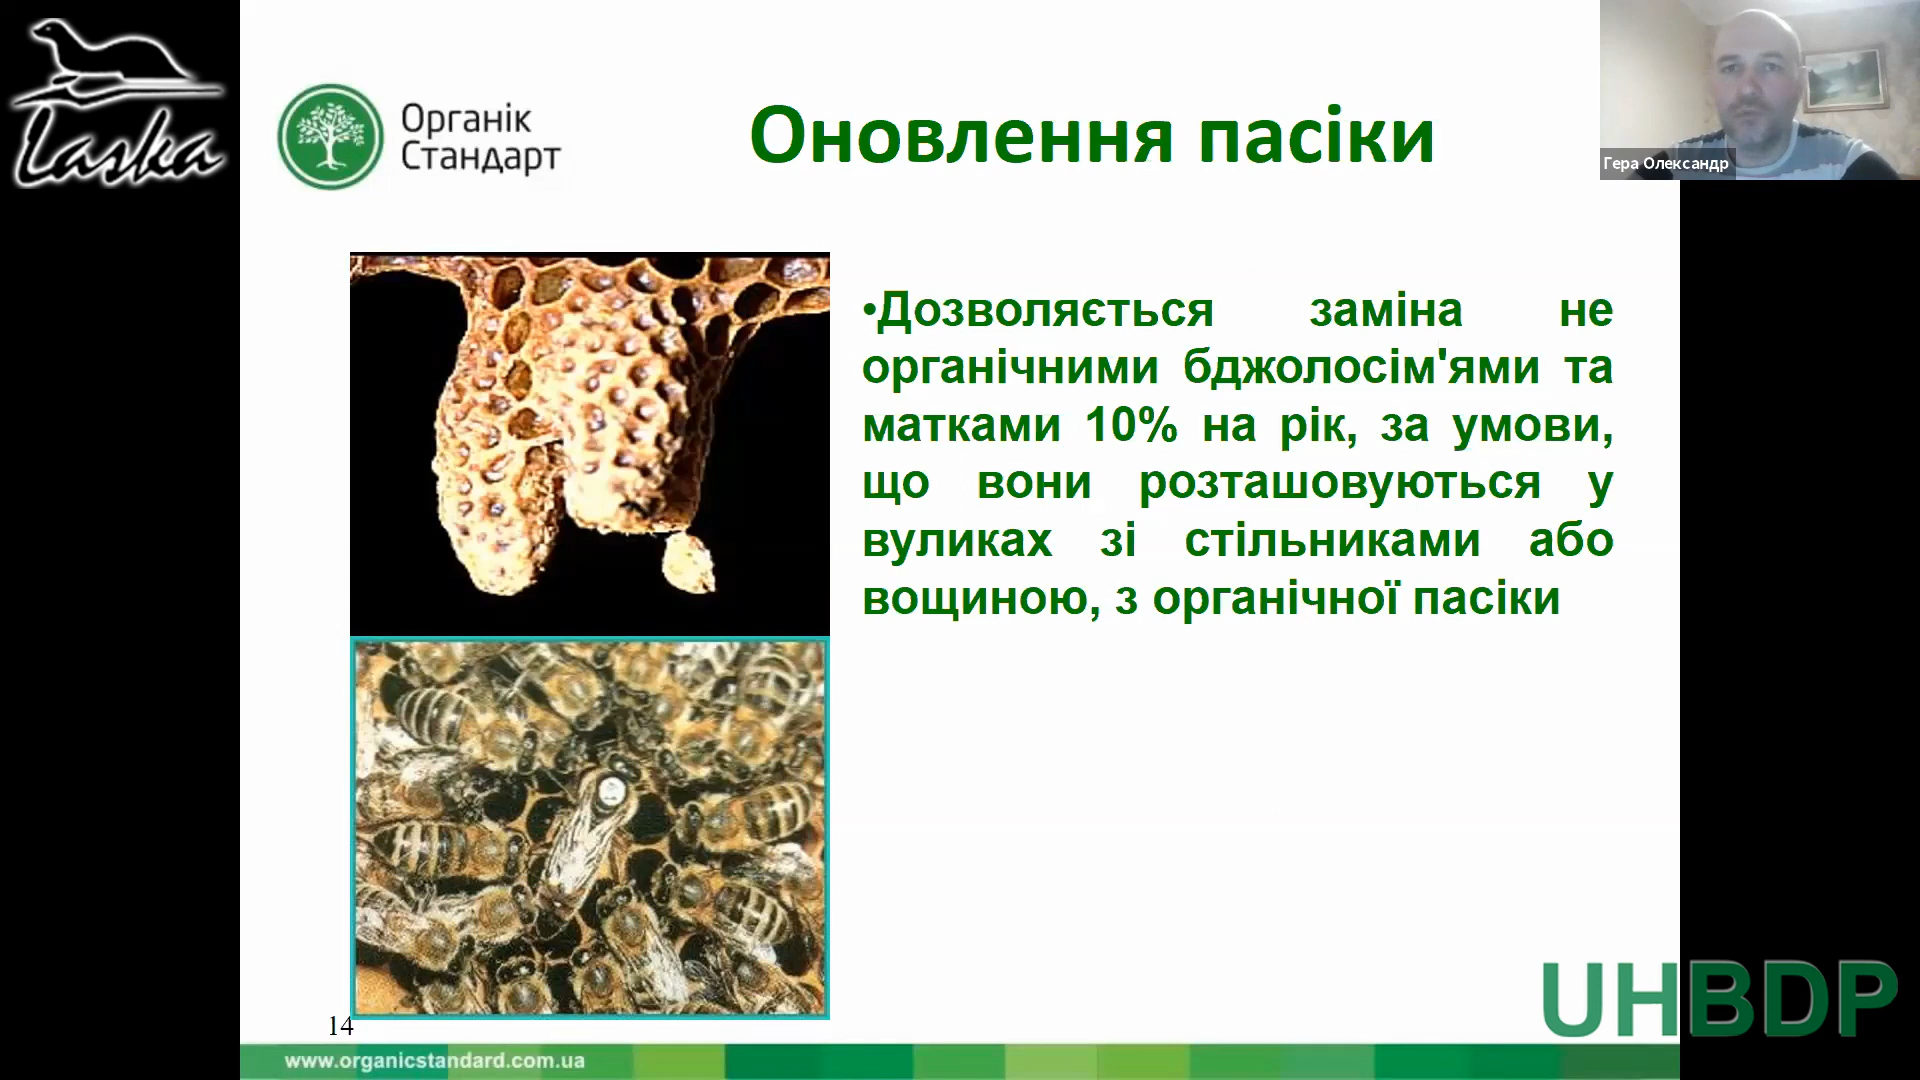 Laska
Органік
Стандарт
Оновлення пасіки
Гера Олександр
•Дозволяється заміна не
органічними бджолосім'ями та
матками 10% на рік, за умови,
що вони розташовуються у
вуликах зі стільниками або
вощиною, з органічної пасіки
14
UHBDP
www.organicstandard.com.ua